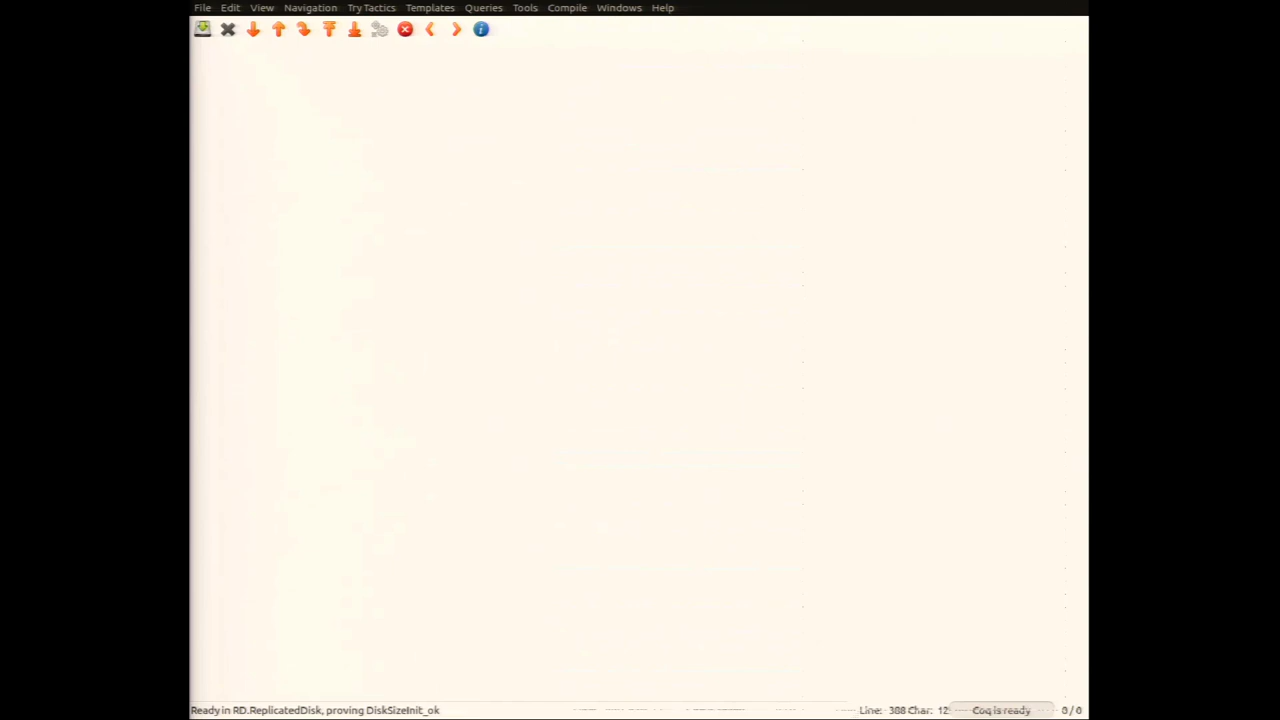 File Edit View Navigation Try Tactics Templates Queries Tools Compile Windows Help
Ready in RD.ReplicatedDisk, proving DiskSizeInit_ok Line: 388 Char: 12 Coq is ready 0 / 0